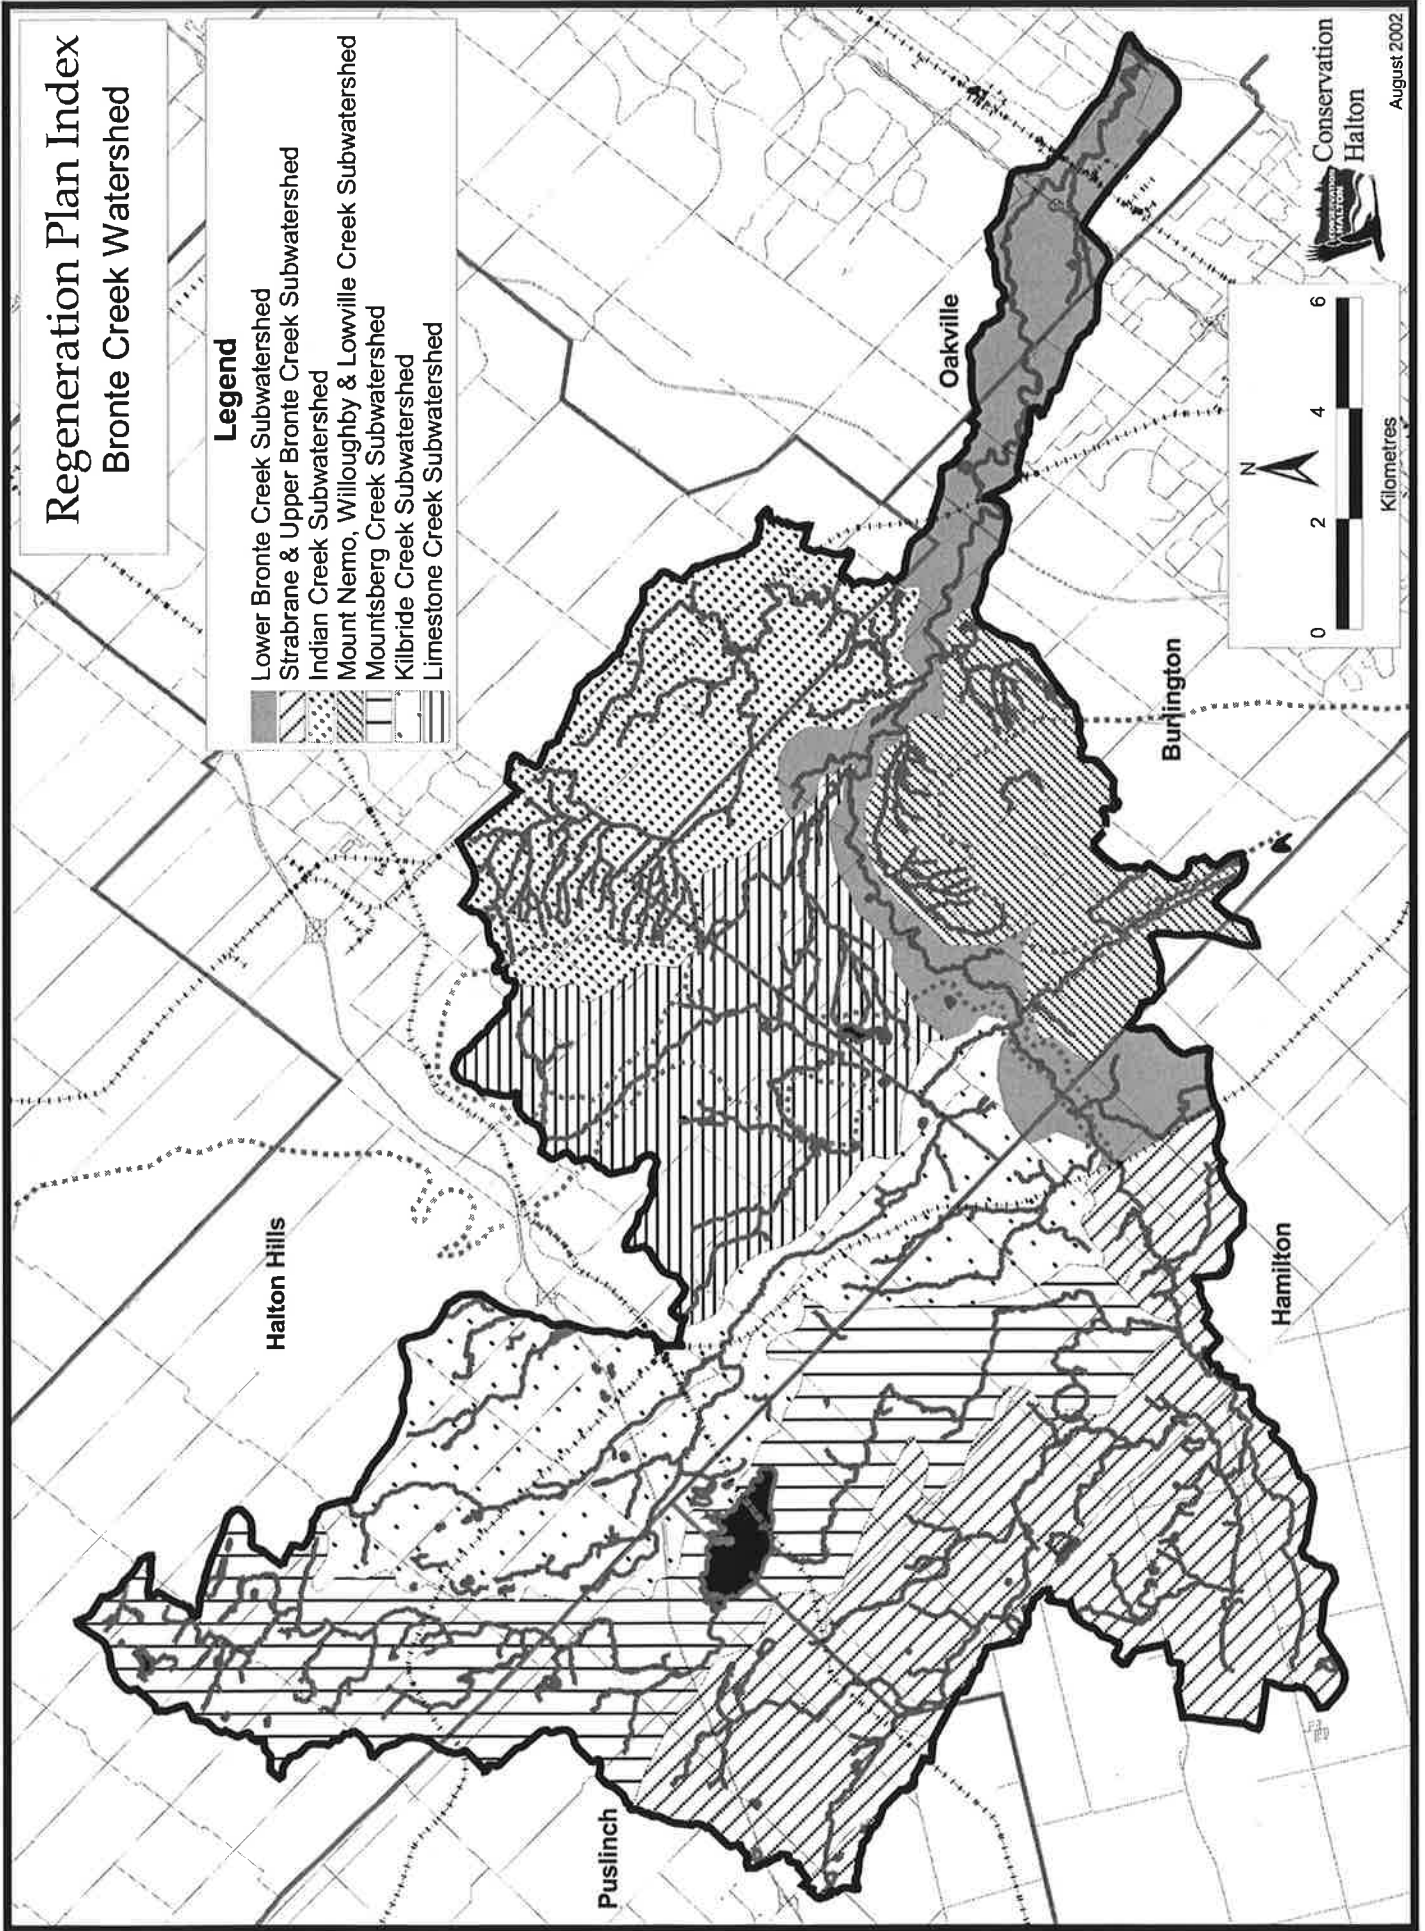 Regeneration Plan Index
Bronte Creek Watershed
Legend
Lower Bronte Creek Subwatershed
Strabrane & Upper Bronte Creek Subwatershed
Indian Creek Subwatershed
Mount Nemo, Willoughby & Lowville Creek Subwatershed
Mountsberg Creek Subwatershed
Kilbride Creek Subwatershed
Limestone Creek Subwatershed
Halton Hills
Puslinch
Oakville
Burlington
Hamilton
N
0 2 4 6
Kilometres
CONSERVATION
HALTON
Conservation
Halton
August 2002